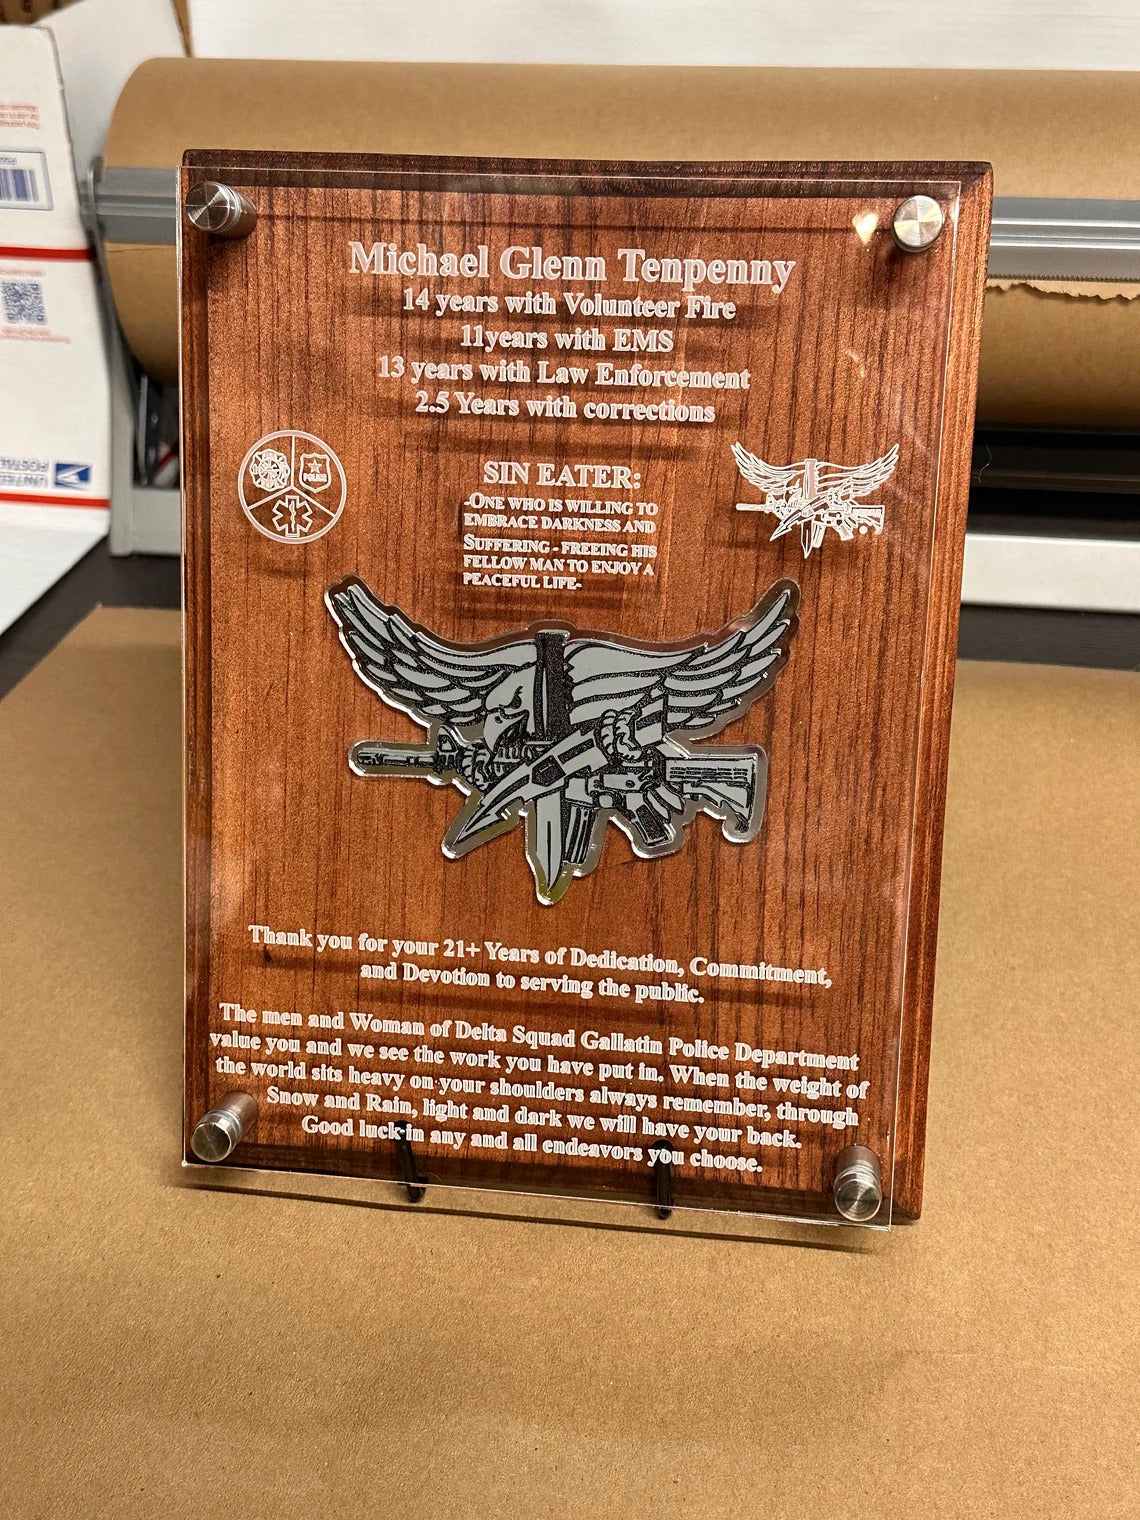 Michael Glenn Tenpenny
14 years with Volunteer Fire
11years with EMS
13 years with Law Enforcement
2.5 Years with corrections
POLICE
SIN EATER:
-ONE WHO IS WILLING TO
EMBRACE DARKNESS AND
SUFFERING - FREEING HIS
FELLOW MAN TO ENJOY A
PEACEFUL LIFE-
Thank you for your 21+ Years of Dedication, Commitment,
and Devotion to serving the public.
The men and Woman of Delta Squad Gallatin Police Department
value you and we see the work you have put in. When the weight of
the world sits heavy on your shoulders always remember, through
Snow and Rain, light and dark we will have your back.
Good luck in any and all endeavors you choose.